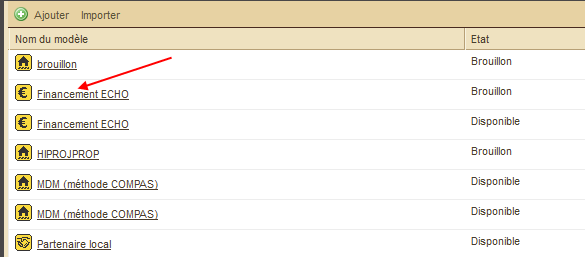 Ajouter Importer
Nom du modèle Etat
brouillon Brouillon
€ Financement ECHO Brouillon
€ Financement ECHO Disponible
HIPROJPROP Brouillon
MDM (méthode COMPAS) Disponible
MDM (méthode COMPAS) Disponible
Partenaire local Disponible